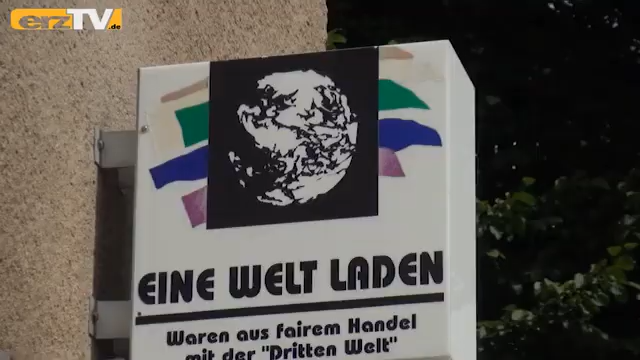 erzTV.de
EINE WELT LADEN
Waren aus fairem Handel
mit der "Dritten Welt"